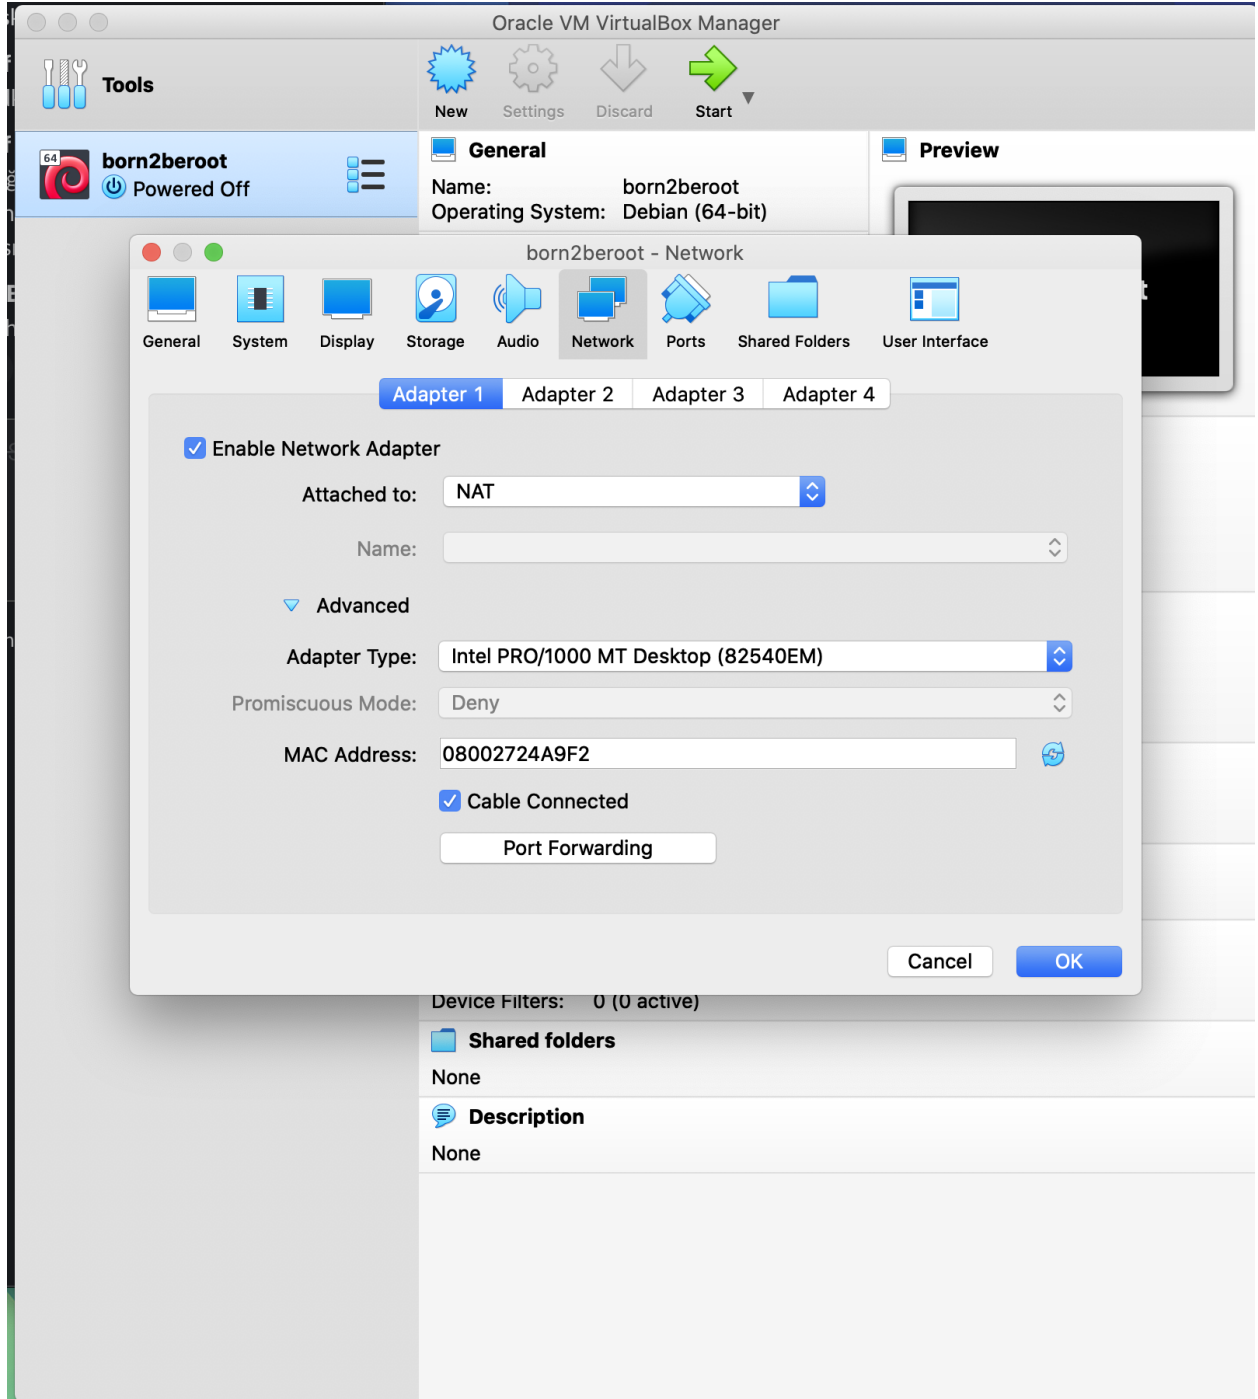 Oracle VM VirtualBox Manager
Tools
New
Settings
Discard
Start
64
born2beroot
Powered Off
General
Name: born2beroot
Operating System: Debian (64-bit)
Preview
born2beroot - Network
General
System
Display
Storage
Audio
Network
Ports
Shared Folders
User Interface
Adapter 1
Adapter 2
Adapter 3
Adapter 4
Enable Network Adapter
Attached to: NAT
Name:
Advanced
Adapter Type: Intel PRO/1000 MT Desktop (82540EM)
Promiscuous Mode: Deny
MAC Address: 08002724A9F2
Cable Connected
Port Forwarding
Cancel
OK
Device Filters: 0 (0 active)
Shared folders
None
Description
None